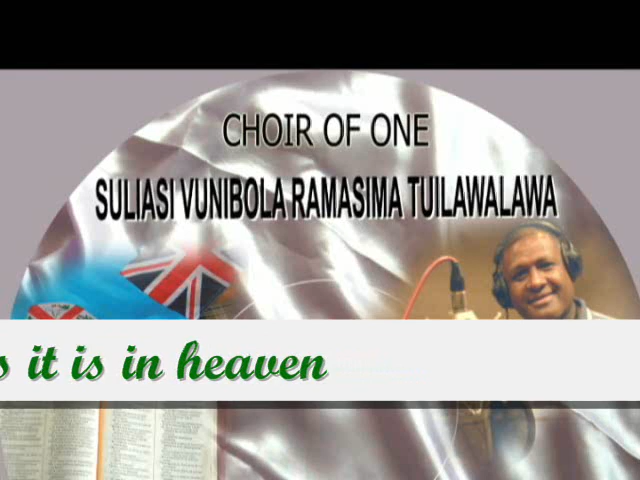 CHOIR OF ONE
SULIASI VUNIBOLA RAMASIMA TUILAWALAWA
s it is in heaven